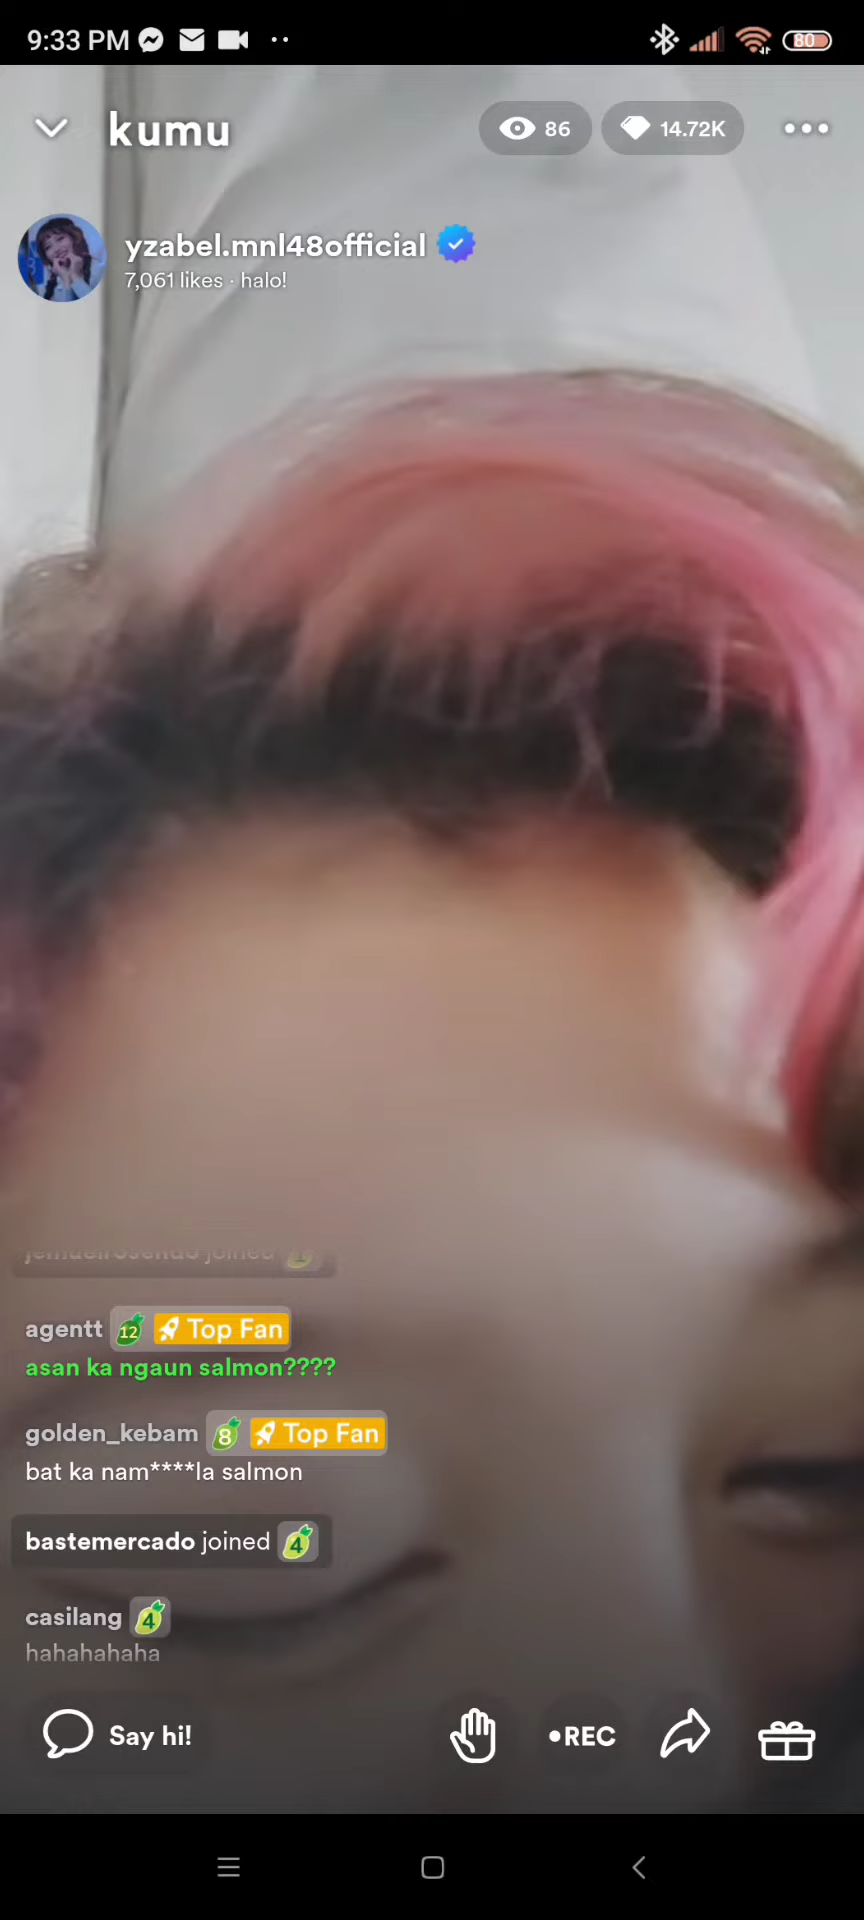 9:33 PM
80
kumu
86
14.72K
yzabel.mnl48official
7,061 likes · halo!
joined
agentt 12 Top Fan
asan ka ngaun salmon????
golden_kebam 8 Top Fan
bat ka nam****la salmon
bastemercado joined 4
casilang 4
hahahahaha
Say hi!
•REC